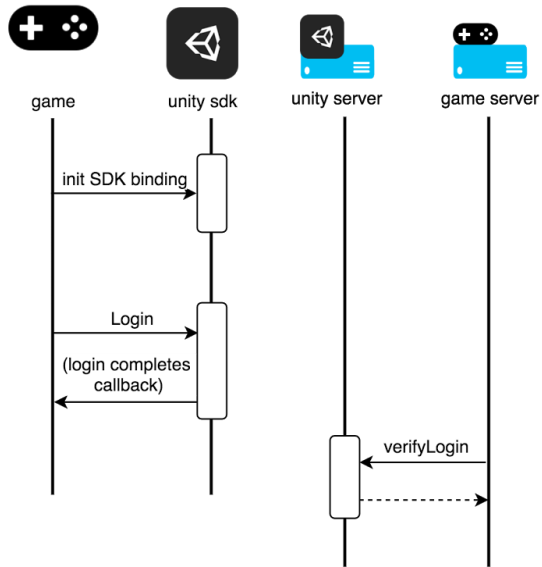 game
unity sdk
unity server
game server
init SDK binding
Login
(login completes
callback)
verifyLogin